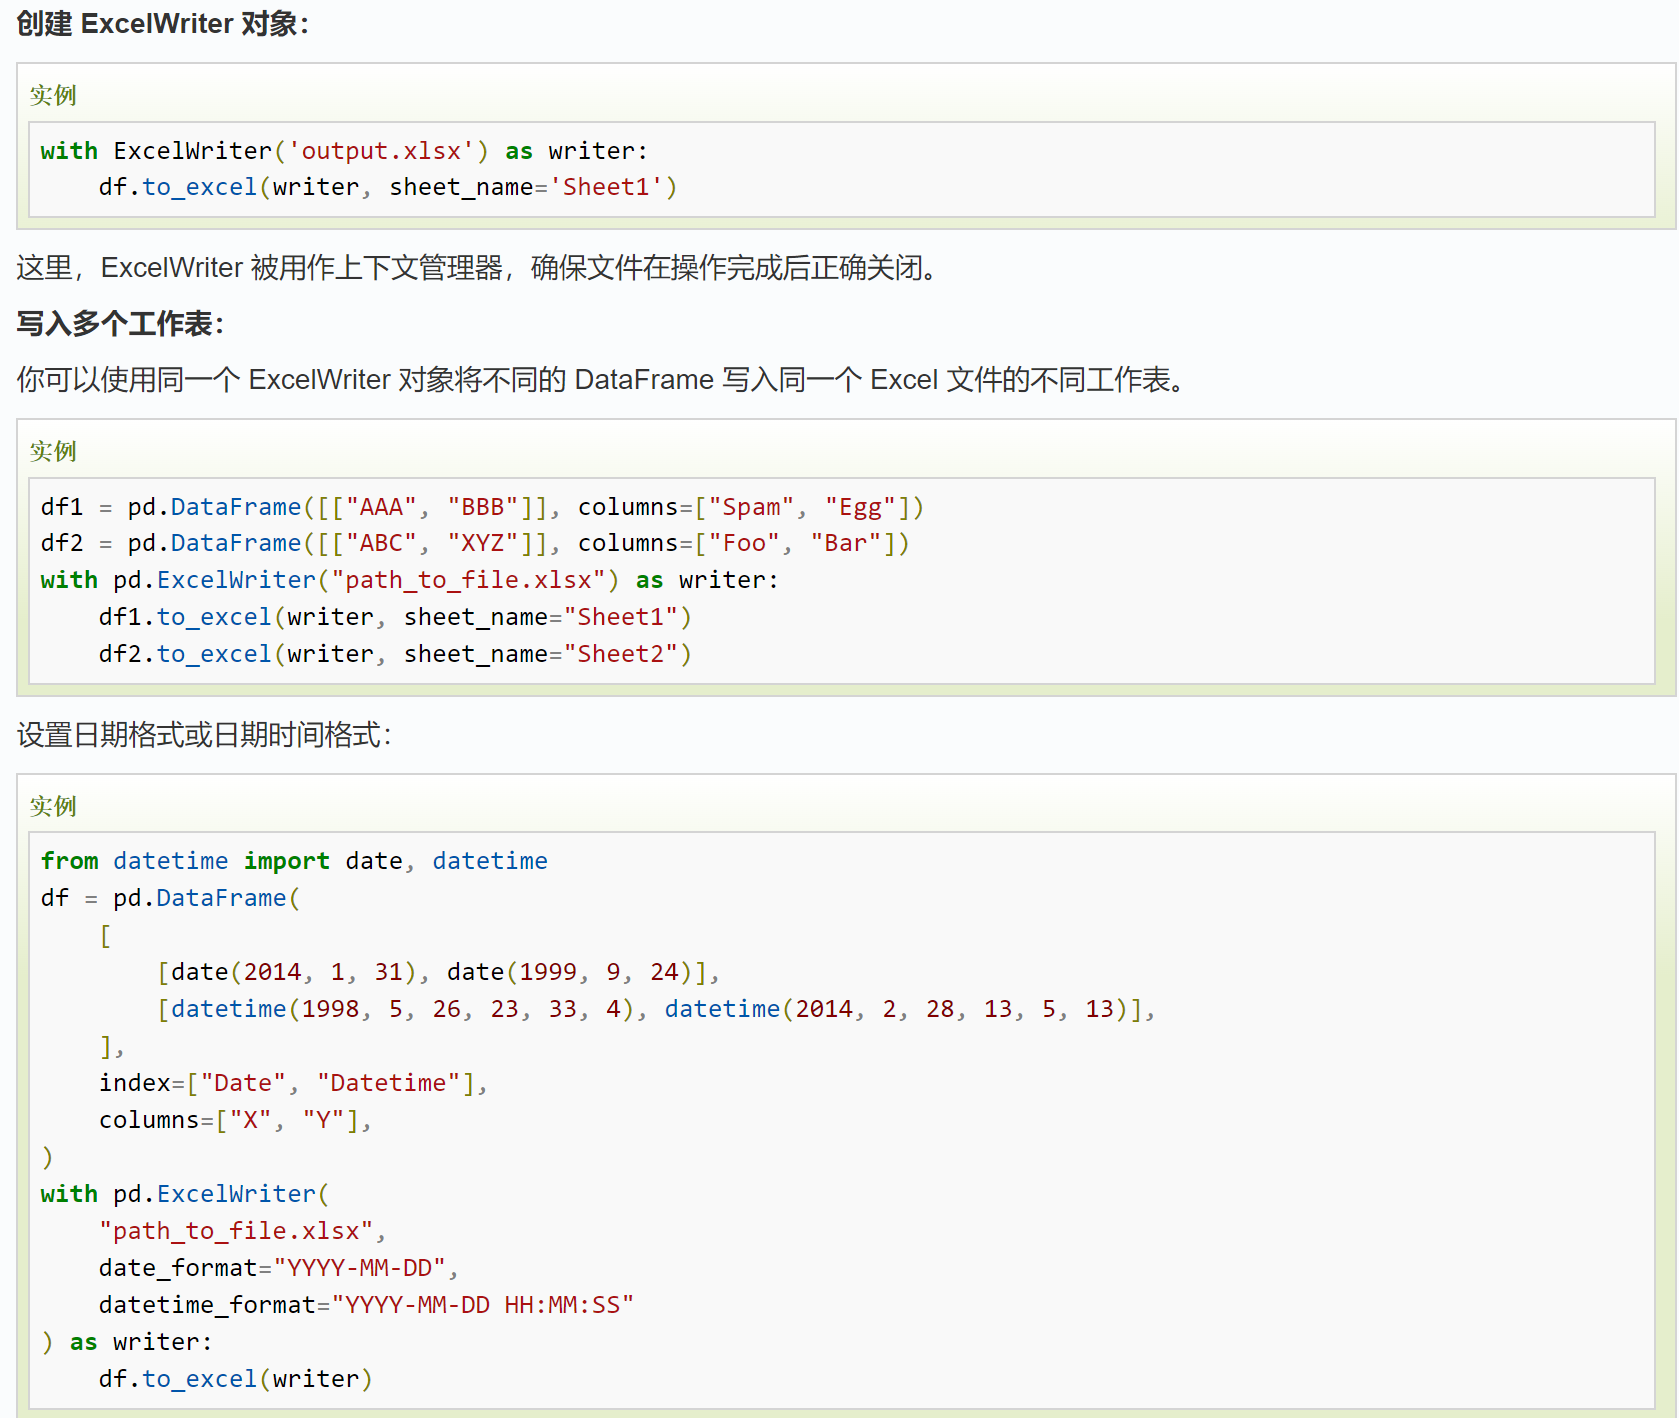 创建 ExcelWriter 对象：
实例
with ExcelWriter('output.xlsx') as writer:
    df.to_excel(writer, sheet_name='Sheet1')
这里，ExcelWriter 被用作上下文管理器，确保文件在操作完成后正确关闭。
写入多个工作表：
你可以使用同一个 ExcelWriter 对象将不同的 DataFrame 写入同一个 Excel 文件的不同工作表。
实例
df1 = pd.DataFrame([["AAA", "BBB"]], columns=["Spam", "Egg"])
df2 = pd.DataFrame([["ABC", "XYZ"]], columns=["Foo", "Bar"])
with pd.ExcelWriter("path_to_file.xlsx") as writer:
    df1.to_excel(writer, sheet_name="Sheet1")
    df2.to_excel(writer, sheet_name="Sheet2")
设置日期格式或日期时间格式：
实例
from datetime import date, datetime
df = pd.DataFrame(
    [
        [date(2014, 1, 31), date(1999, 9, 24)],
        [datetime(1998, 5, 26, 23, 33, 4), datetime(2014, 2, 28, 13, 5, 13)],
    ],
    index=["Date", "Datetime"],
    columns=["X", "Y"],
)
with pd.ExcelWriter(
    "path_to_file.xlsx",
    date_format="YYYY-MM-DD",
    datetime_format="YYYY-MM-DD HH:MM:SS"
) as writer:
    df.to_excel(writer)